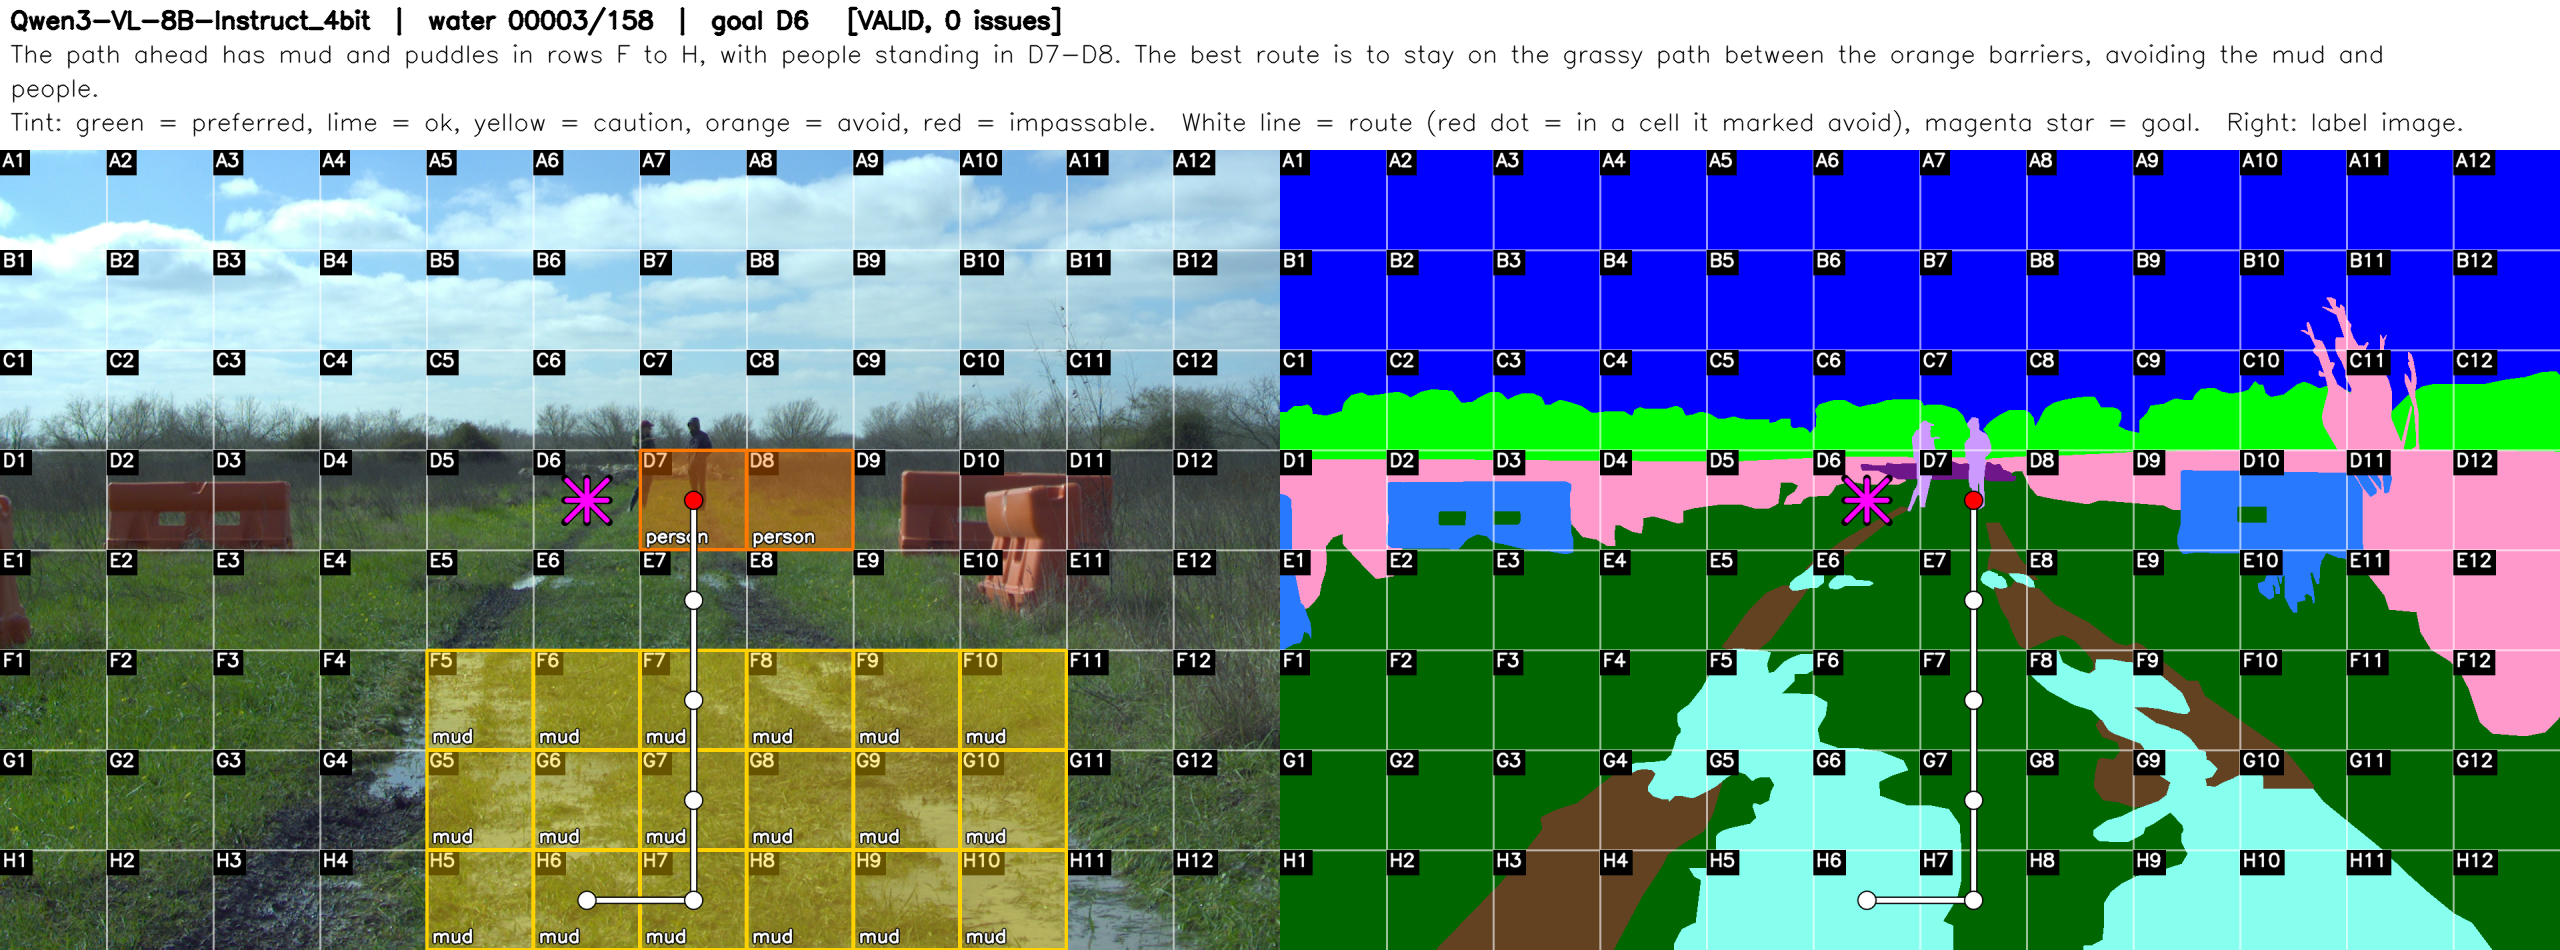 Qwen3-VL-8B-Instruct_4bit | water 00003/158 | goal D6 [VALID, 0 issues]
The path ahead has mud and puddles in rows F to H, with people standing in D7-D8. The best route is to stay on the grassy path between the orange barriers, avoiding the mud and
people.
Tint: green = preferred, lime = ok, yellow = caution, orange = avoid, red = impassable. White line = route (red dot = in a cell it marked avoid), magenta star = goal. Right: label image.
A1 A2 A3 A4 A5 A6 A7 A8 A9 A10 A11 A12 A1 A2 A3 A4 A5 A6 A7 A8 A9 A10 A11 A12
B1 B2 B3 B4 B5 B6 B7 B8 B9 B10 B11 B12 B1 B2 B3 B4 B5 B6 B7 B8 B9 B10 B11 B12
C1 C2 C3 C4 C5 C6 C7 C8 C9 C10 C11 C12 C1 C2 C3 C4 C5 C6 C7 C8 C9 C10 C11 C12
D1 D2 D3 D4 D5 D6 D7 D8 D9 D10 D11 D12 D1 D2 D3 D4 D5 D6 D7 D8 D9 D10 D11 D12
person person
E1 E2 E3 E4 E5 E6 E7 E8 E9 E10 E11 E12 E1 E2 E3 E4 E5 E6 E7 E8 E9 E10 E11 E12
F1 F2 F3 F4 F5 F6 F7 F8 F9 F10 F11 F12 F1 F2 F3 F4 F5 F6 F7 F8 F9 F10 F11 F12
mud mud mud mud mud mud
G1 G2 G3 G4 G5 G6 G7 G8 G9 G10 G11 G12 G1 G2 G3 G4 G5 G6 G7 G8 G9 G10 G11 G12
mud mud mud mud mud mud
H1 H2 H3 H4 H5 H6 H7 H8 H9 H10 H11 H12 H1 H2 H3 H4 H5 H6 H7 H8 H9 H10 H11 H12
mud mud mud mud mud mud